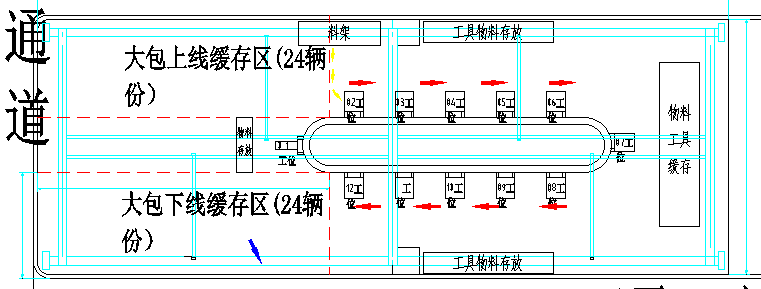 通道
料架
工具物料存放
大包上线缓存区(24辆
份)
02工位
03工位
04工位
05工位
06工位
物料
存放
工位
07工位
物料
工具
缓存
12工位
工位
10工位
09工位
08工位
大包下线缓存区(24辆
份)
工具物料存放